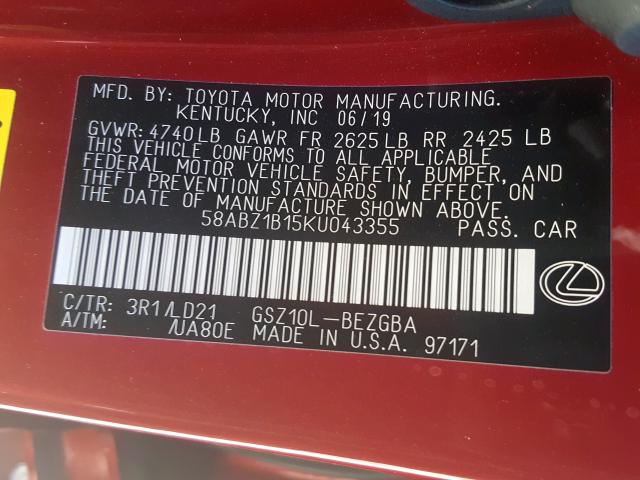 MFD. BY: TOYOTA MOTOR MANUFACTURING.
KENTUCKY, INC 06/19
GVWR: 4740LB GAWR FR 2625LB RR 2425 LB
THIS VEHICLE CONFORMS TO ALL APPLICABLE
FEDERAL MOTOR VEHICLE SAFETY, BUMPER, AND
THEFT PREVENTION STANDARDS IN EFFECT ON
THE DATE OF MANUFACTURE SHOWN ABOVE.
58ABZ1B15KU043355 PASS. CAR
C/TR: 3R1/LD21 GSZ10L-BEZGBA
A/TM: /UA80E MADE IN U.S.A. 97171